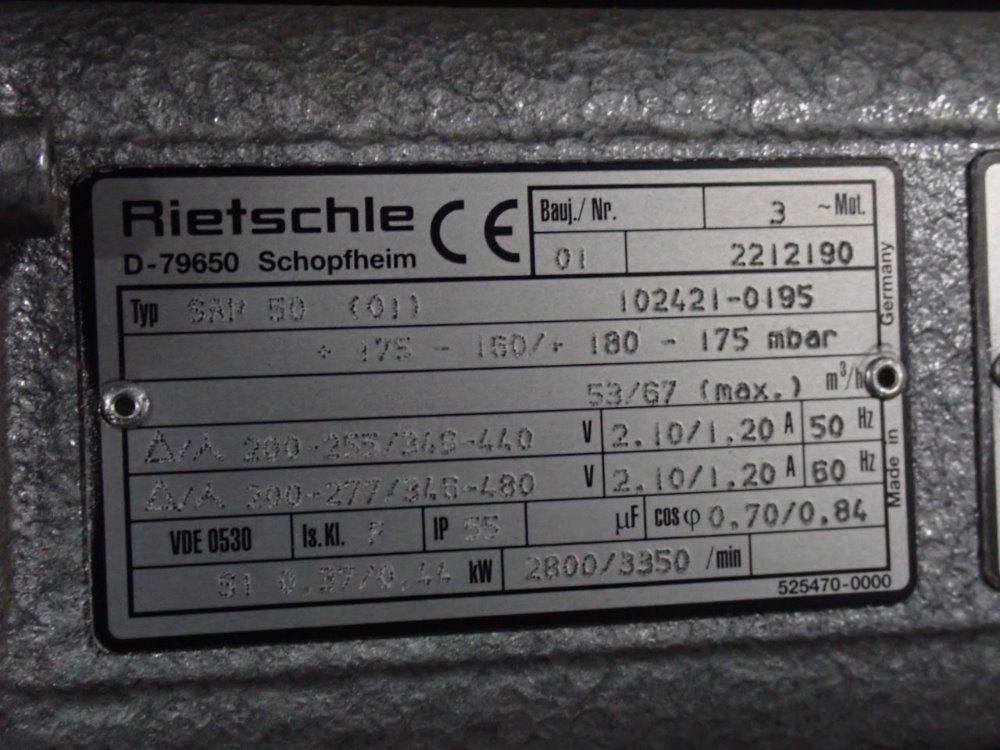 Rietschle CE
D-79650 Schopfheim
Bauj./ Nr. 3 ~Mot.
01 2212190
Typ SAP 50 (01) 102421-0195
+ 175 - 160/+ 180 - 175 mbar
53/67 (max.) m³/h
Δ/⅄ 200-255/346-440 V 2.10/1.20 A 50 Hz
Δ/⅄ 200-277/346-480 V 2.10/1.20 A 60 Hz
VDE 0530 Is.Kl. F IP 55 µF cos φ 0.70/0.84
S1 0.37/0.44 kW 2800/3350 /min
525470-0000
Made in Germany